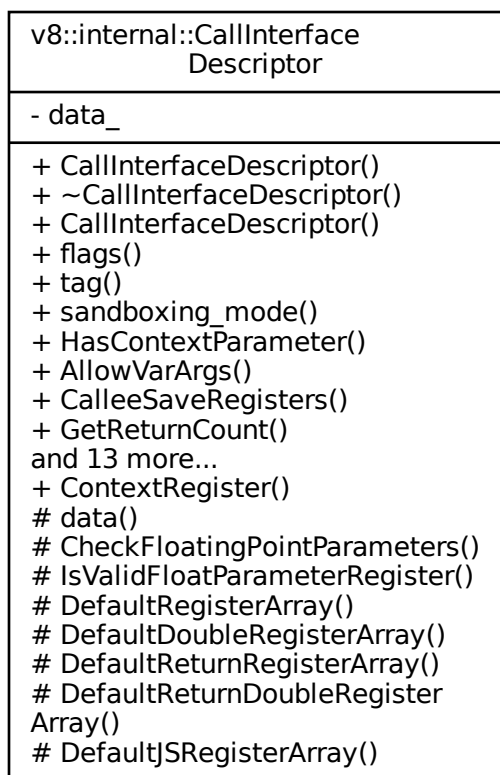 v8::internal::CallInterface
Descriptor
- data_
+ CallInterfaceDescriptor()
+ ~CallInterfaceDescriptor()
+ CallInterfaceDescriptor()
+ flags()
+ tag()
+ sandboxing_mode()
+ HasContextParameter()
+ AllowVarArgs()
+ CalleeSaveRegisters()
+ GetReturnCount()
and 13 more...
+ ContextRegister()
# data()
# CheckFloatingPointParameters()
# IsValidFloatParameterRegister()
# DefaultRegisterArray()
# DefaultDoubleRegisterArray()
# DefaultReturnRegisterArray()
# DefaultReturnDoubleRegister
Array()
# DefaultJSRegisterArray()